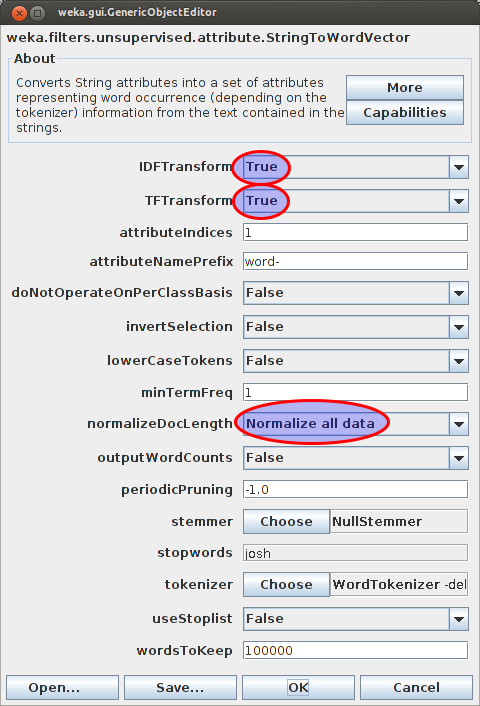 weka.gui.GenericObjectEditor
weka.filters.unsupervised.attribute.StringToWordVector
About
Converts String attributes into a set of attributes
representing word occurrence (depending on the
tokenizer) information from the text contained in the
strings.
More
Capabilities
IDFTransform True
TFTransform True
attributeIndices 1
attributeNamePrefix word-
doNotOperateOnPerClassBasis False
invertSelection False
lowerCaseTokens False
minTermFreq 1
normalizeDocLength Normalize all data
outputWordCounts False
periodicPruning -1.0
stemmer Choose NullStemmer
stopwords josh
tokenizer Choose WordTokenizer -del
useStoplist False
wordsToKeep 100000
Open... Save... OK Cancel